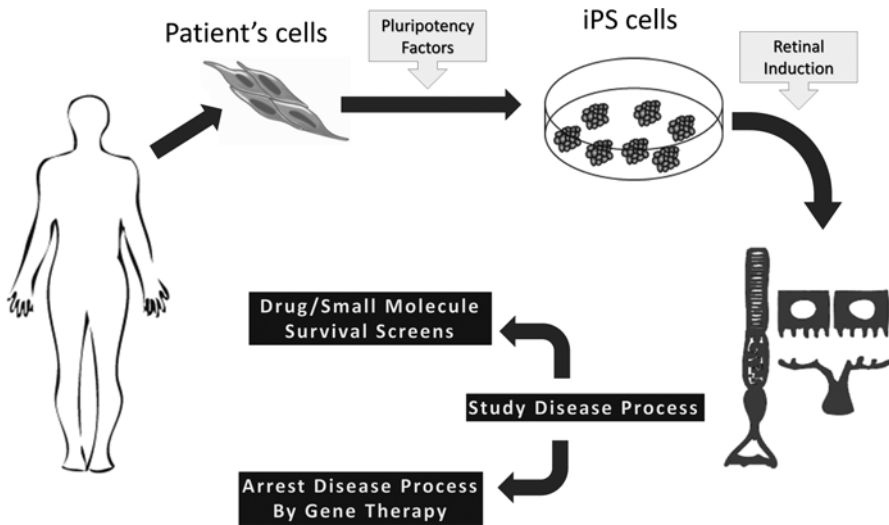 Patient's cells
Pluripotency
Factors
iPS cells
Retinal
Induction
Drug/Small Molecule
Survival Screens
Study Disease Process
Arrest Disease Process
By Gene Therapy